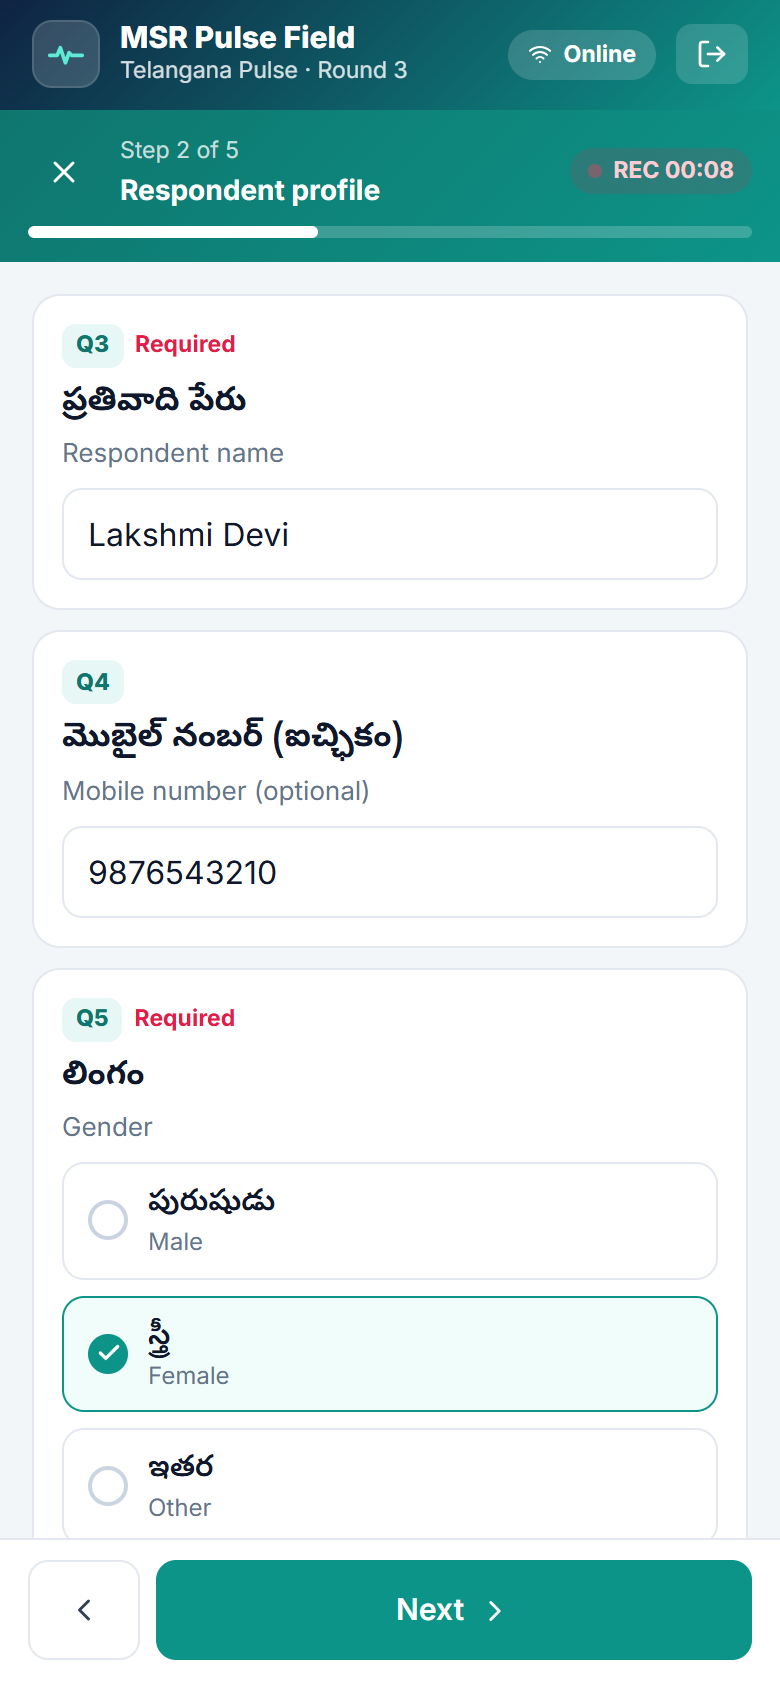 MSR Pulse Field
Telangana Pulse · Round 3
Online
Step 2 of 5
Respondent profile
REC 00:08
Q3 Required
ప్రతివాది పేరు
Respondent name
Lakshmi Devi
Q4
మొబైల్ నంబర్ (ఐచ్ఛికం)
Mobile number (optional)
9876543210
Q5 Required
లింగం
Gender
పురుషుడు
Male
స్త్రీ
Female
ఇతర
Other
Next